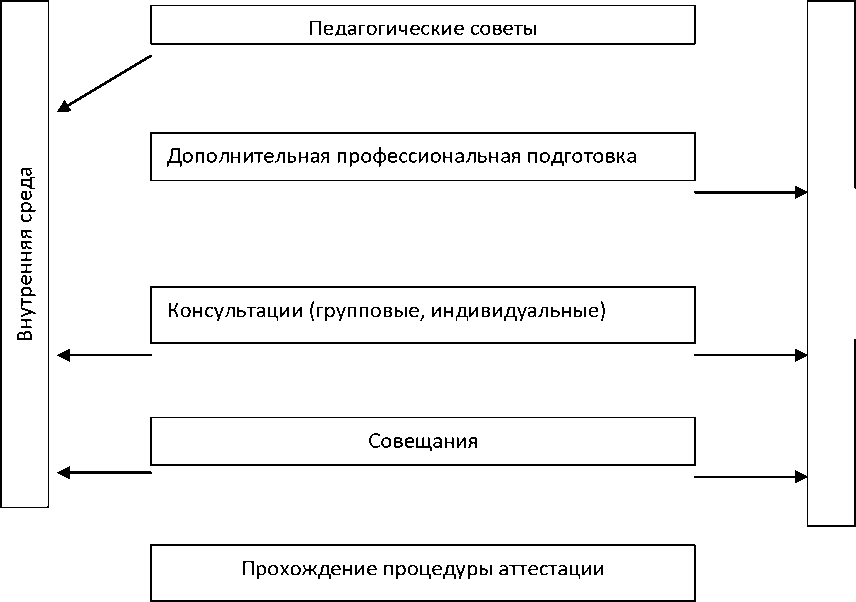 Педагогические советы
Дополнительная профессиональная подготовка
Внутренняя среда
Консультации (групповые, индивидуальные)
Совещания
Прохождение процедуры аттестации